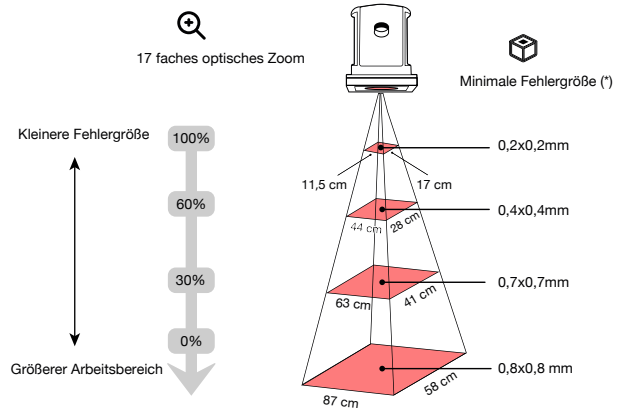 17 faches optisches Zoom
Minimale Fehlergröße (*)
Kleinere Fehlergröße
100%
0,2x0,2mm
11,5 cm
17 cm
60%
0,4x0,4mm
44 cm
28 cm
30%
0,7x0,7mm
63 cm
41 cm
0%
Größerer Arbeitsbereich
0,8x0,8 mm
87 cm
58 cm